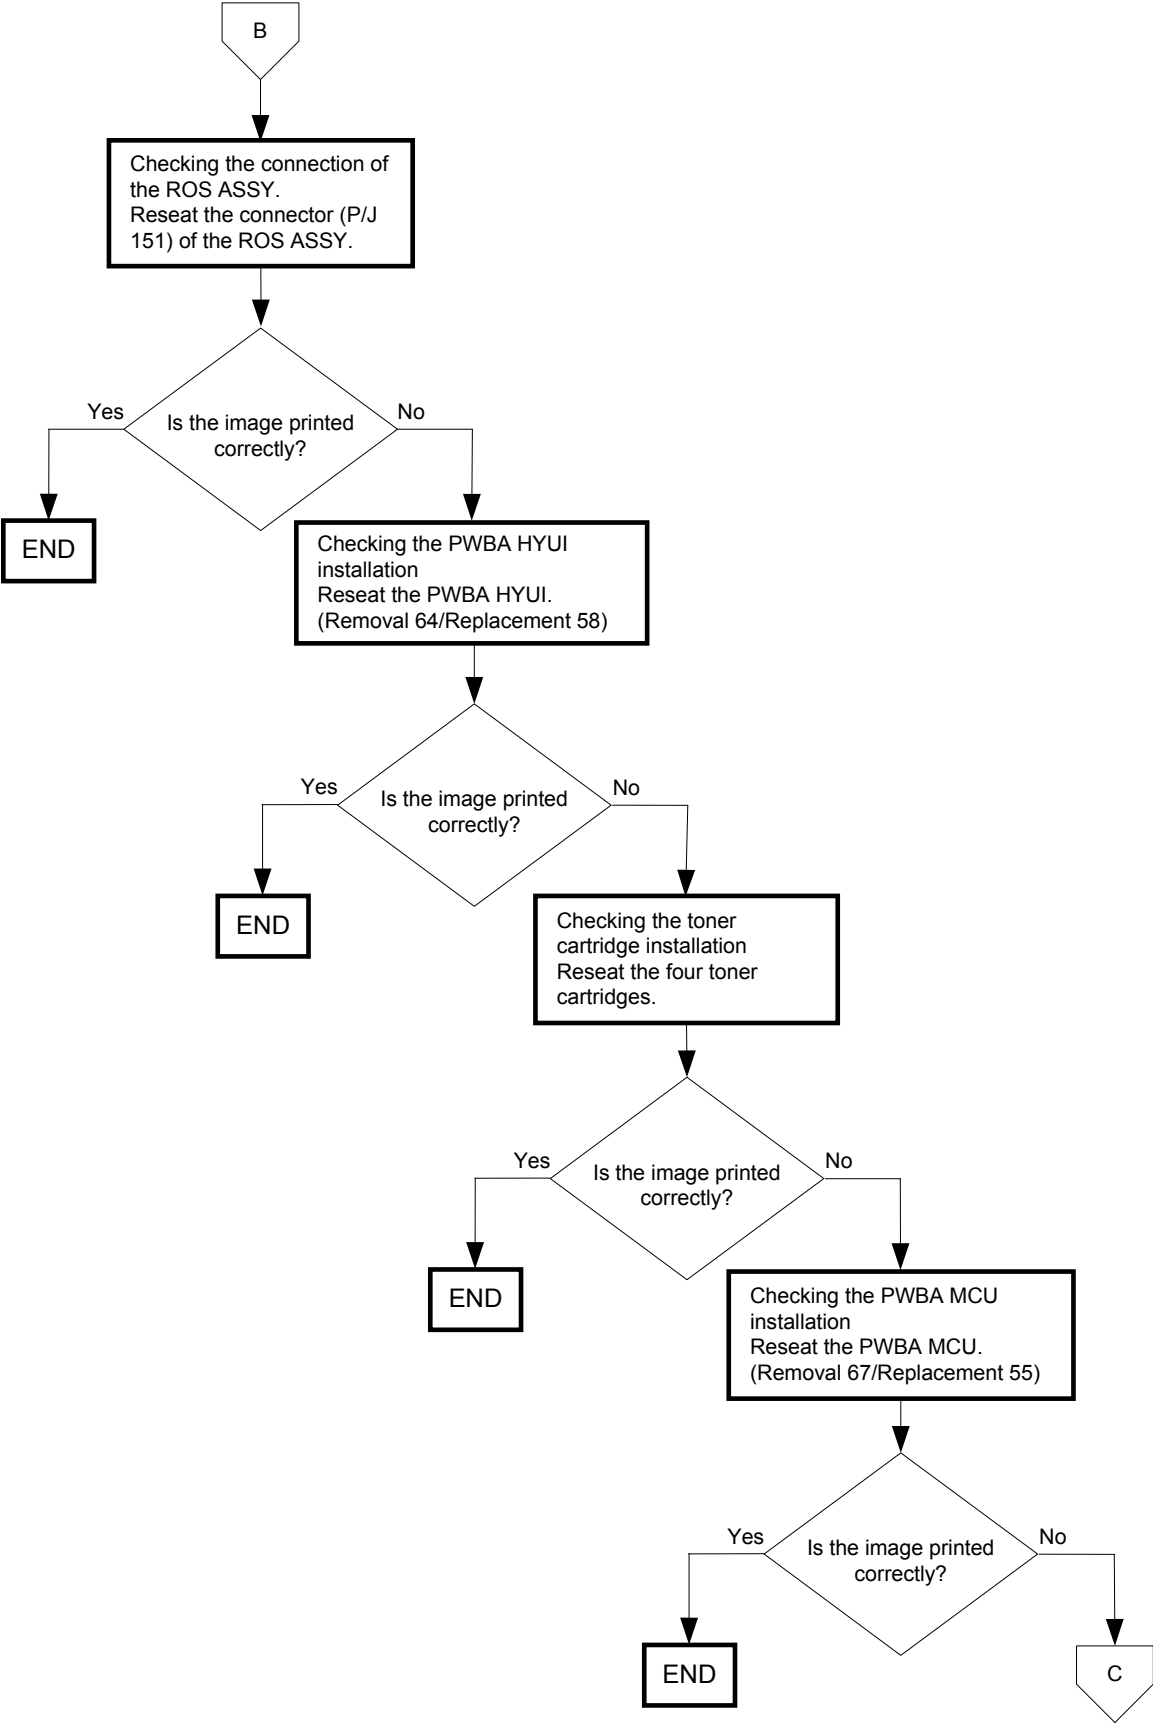 B
Checking the connection of
the ROS ASSY.
Reseat the connector (P/J
151) of the ROS ASSY.
Yes
No
Is the image printed
correctly?
END
Checking the PWBA HYUI
installation
Reseat the PWBA HYUI.
(Removal 64/Replacement 58)
Yes
No
Is the image printed
correctly?
END
Checking the toner
cartridge installation
Reseat the four toner
cartridges.
Yes
No
Is the image printed
correctly?
END
Checking the PWBA MCU
installation
Reseat the PWBA MCU.
(Removal 67/Replacement 55)
Yes
No
Is the image printed
correctly?
END
C